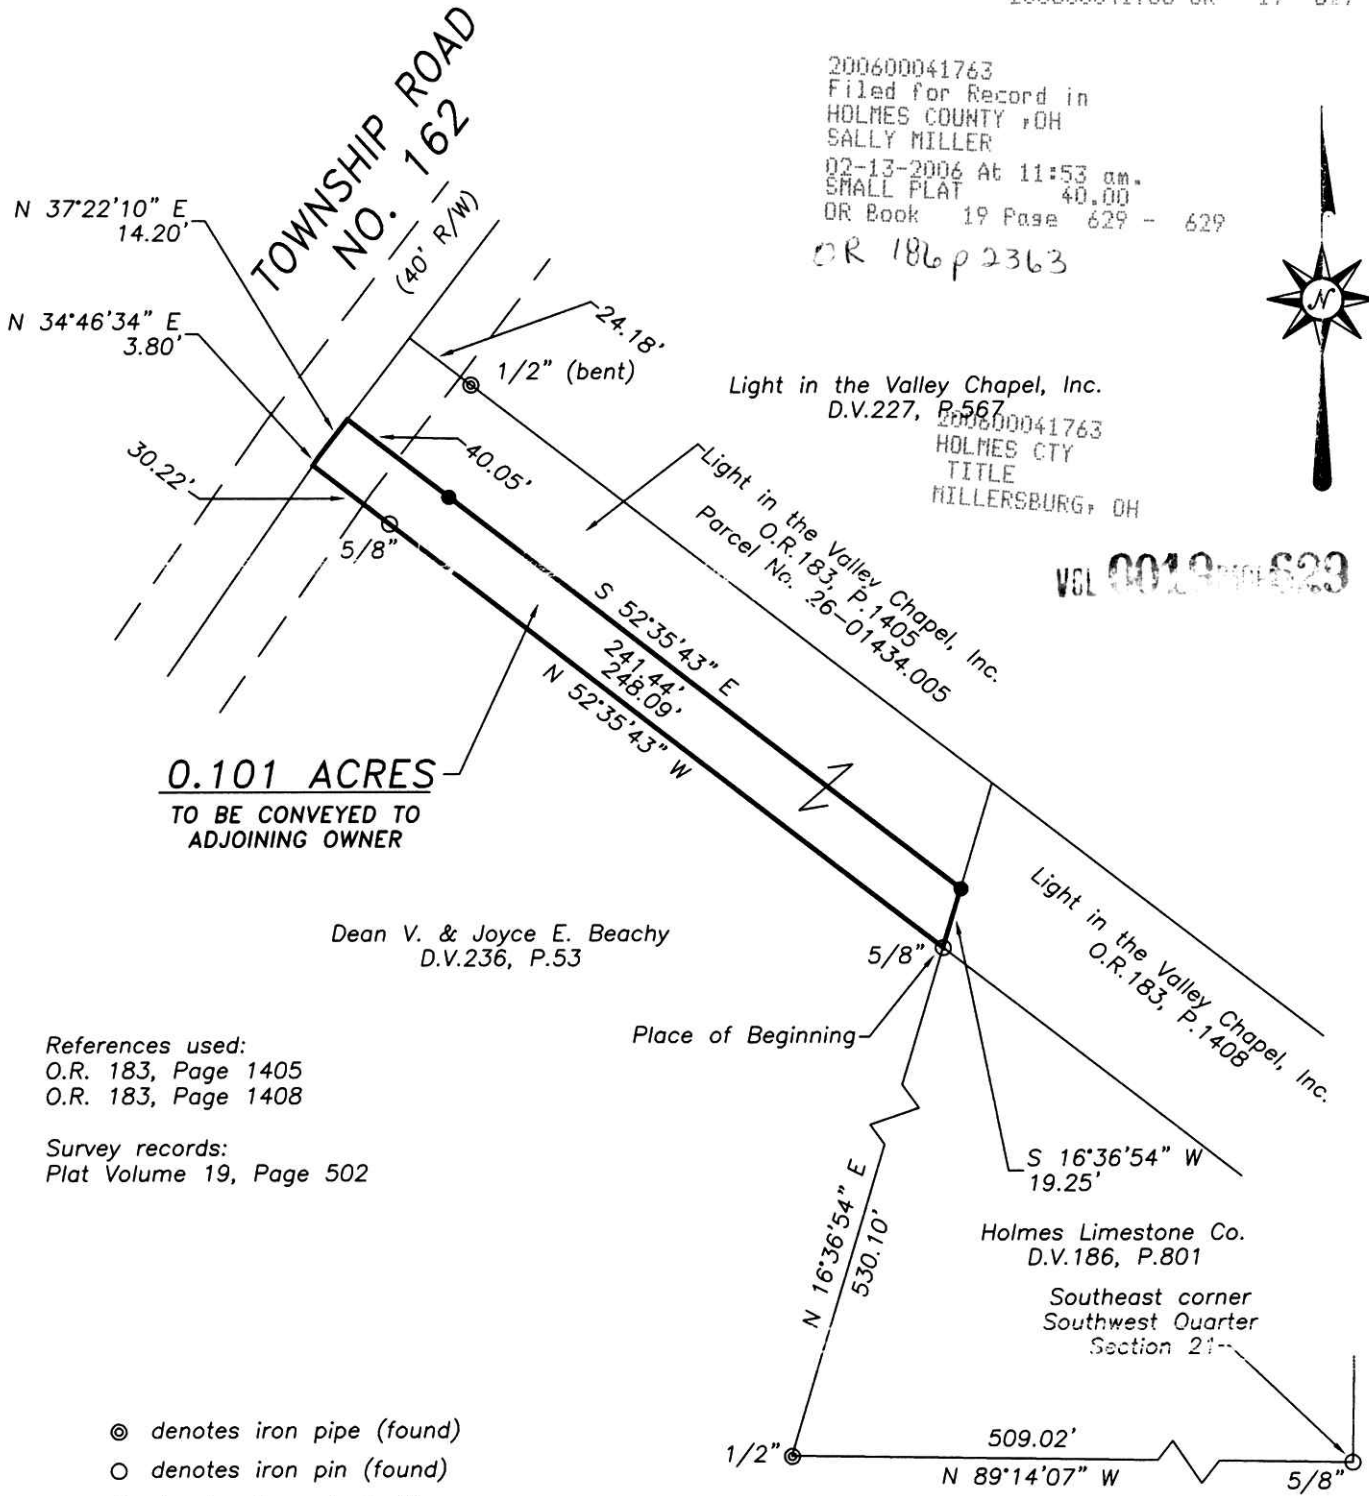 200600041763
Filed for Record in
HOLMES COUNTY ,OH
SALLY MILLER
02-13-2006 At 11:53 am.
SMALL PLAT 40.00
OR Book 19 Page 629 - 629
OR 186 p 2363
TOWNSHIP ROAD
NO. 162
(40' R/W)
N 37°22'10" E
14.20'
N 34°46'34" E
3.80'
24.18'
1/2" (bent)
30.22'
40.05'
5/8"
Light in the Valley Chapel, Inc.
D.V.227, P.567
200600041763
HOLMES CTY
TITLE
MILLERSBURG, OH
VOL
Light in the Valley Chapel, Inc.
O.R.183, P.1405
Parcel No. 26-01434.005
S 52°35'43" E
241.44'
248.09'
N 52°35'43" W
0.101 ACRES
TO BE CONVEYED TO
ADJOINING OWNER
Dean V. & Joyce E. Beachy
D.V.236, P.53
5/8"
Place of Beginning
Light in the Valley Chapel, Inc.
O.R.183, P.1408
References used:
O.R. 183, Page 1405
O.R. 183, Page 1408
Survey records:
Plat Volume 19, Page 502
S 16°36'54" W
19.25'
N 16°36'54" E
530.10'
Holmes Limestone Co.
D.V.186, P.801
Southeast corner
Southwest Quarter
Section 21
denotes iron pipe (found)
denotes iron pin (found)
1/2"
509.02'
N 89°14'07" W
5/8"
N